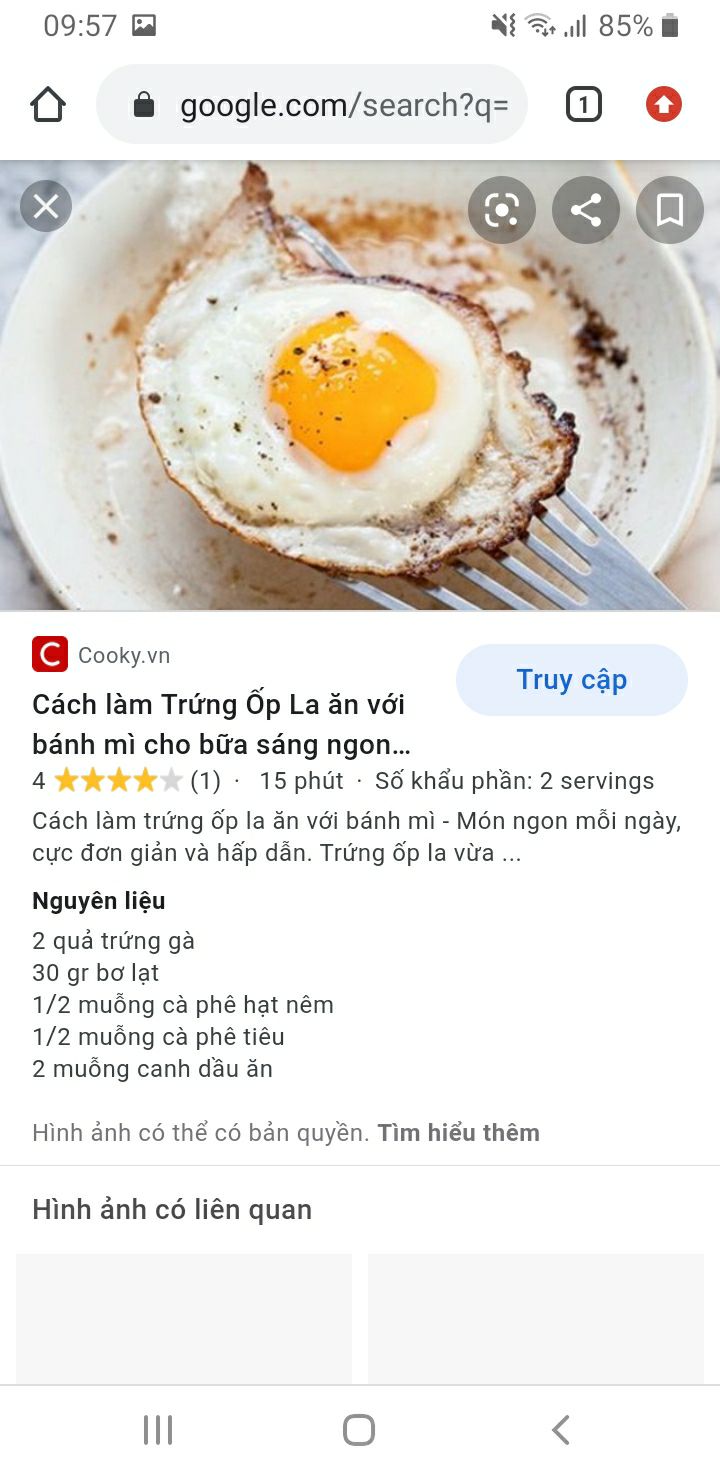 09:57
85%
google.com/search?q=
1
C Cooky.vn
Truy cập
Cách làm Trứng Ốp La ăn với
bánh mì cho bữa sáng ngon...
4 (1) · 15 phút · Số khẩu phần: 2 servings
Cách làm trứng ốp la ăn với bánh mì - Món ngon mỗi ngày,
cực đơn giản và hấp dẫn. Trứng ốp la vừa ...
Nguyên liệu
2 quả trứng gà
30 gr bơ lạt
1/2 muỗng cà phê hạt nêm
1/2 muỗng cà phê tiêu
2 muỗng canh dầu ăn
Hình ảnh có thể có bản quyền. Tìm hiểu thêm
Hình ảnh có liên quan